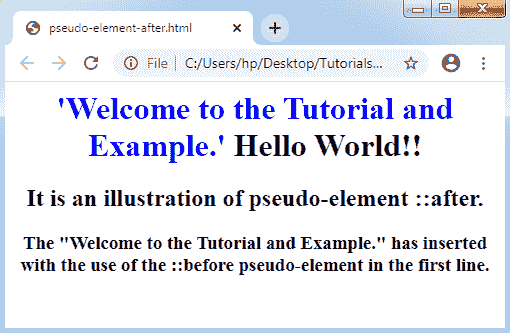 pseudo-element-after.html
File | C:/Users/hp/Desktop/Tutorials...
'Welcome to the Tutorial and
Example.' Hello World!!
It is an illustration of pseudo-element ::after.
The "Welcome to the Tutorial and Example." has inserted
with the use of the ::before pseudo-element in the first line.